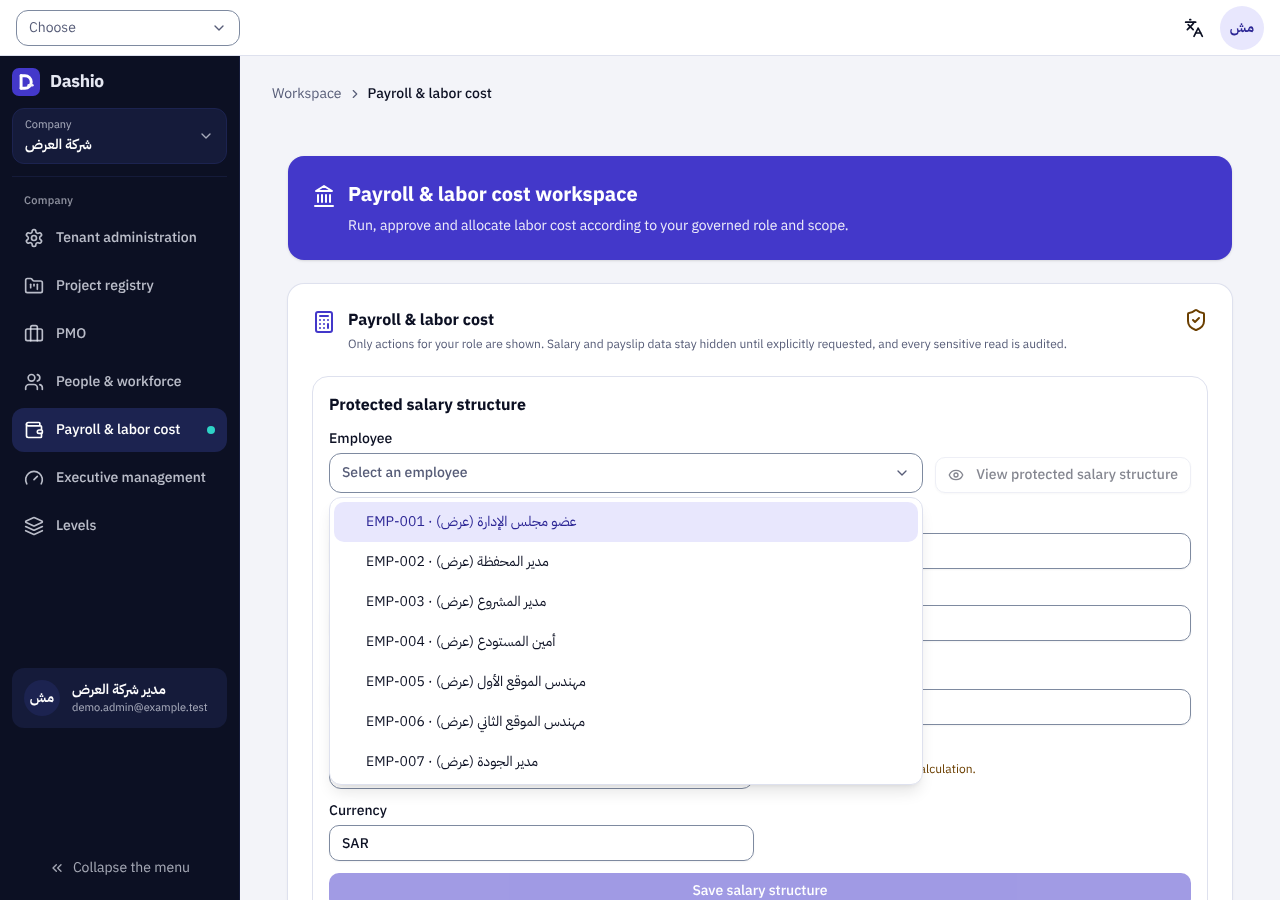 Choose
مش
Dashio
Company
شركة العرض
Company
Tenant administration
Project registry
PMO
People & workforce
Payroll & labor cost
Executive management
Levels
مش
مدير شركة العرض
demo.admin@example.test
Collapse the menu
Workspace > Payroll & labor cost
Payroll & labor cost workspace
Run, approve and allocate labor cost according to your governed role and scope.
Payroll & labor cost
Only actions for your role are shown. Salary and payslip data stay hidden until explicitly requested, and every sensitive read is audited.
Protected salary structure
Employee
Select an employee
View protected salary structure
EMP-001 · عضو مجلس الإدارة (عرض)
EMP-002 · مدير المحفظة (عرض)
EMP-003 · مدير المشروع (عرض)
EMP-004 · أمين المستودع (عرض)
EMP-005 · مهندس الموقع الأول (عرض)
EMP-006 · مهندس الموقع الثاني (عرض)
EMP-007 · مدير الجودة (عرض)
Currency
SAR
Save salary structure